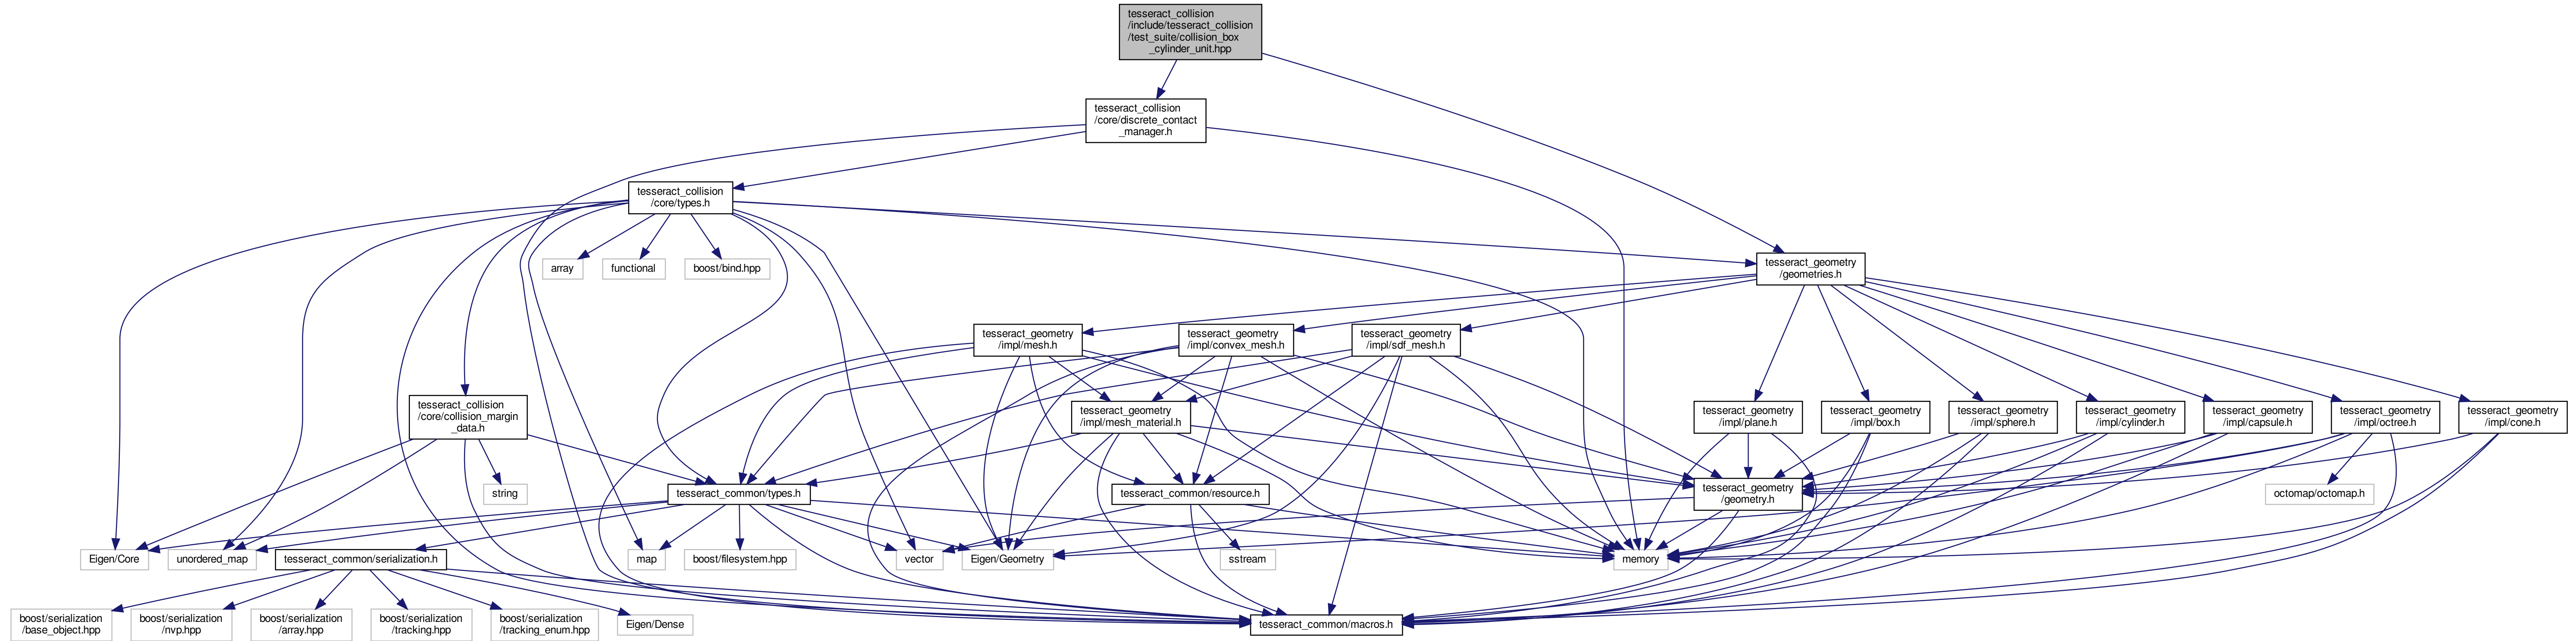 tesseract_collision
/include/tesseract_collision
/test_suite/collision_box
_cylinder_unit.hpp
tesseract_collision
/core/discrete_contact
_manager.h
tesseract_collision
/core/types.h
array
functional
boost/bind.hpp
tesseract_geometry
/geometries.h
tesseract_geometry
/impl/mesh.h
tesseract_geometry
/impl/convex_mesh.h
tesseract_geometry
/impl/sdf_mesh.h
tesseract_collision
/core/collision_margin
_data.h
tesseract_geometry
/impl/mesh_material.h
tesseract_geometry
/impl/plane.h
tesseract_geometry
/impl/box.h
tesseract_geometry
/impl/sphere.h
tesseract_geometry
/impl/cylinder.h
tesseract_geometry
/impl/capsule.h
tesseract_geometry
/impl/octree.h
tesseract_geometry
/impl/cone.h
string
tesseract_common/types.h
tesseract_common/resource.h
tesseract_geometry
/geometry.h
octomap/octomap.h
Eigen/Core
unordered_map
tesseract_common/serialization.h
map
boost/filesystem.hpp
vector
Eigen/Geometry
sstream
memory
boost/serialization
/base_object.hpp
boost/serialization
/nvp.hpp
boost/serialization
/array.hpp
boost/serialization
/tracking.hpp
boost/serialization
/tracking_enum.hpp
Eigen/Dense
tesseract_common/macros.h